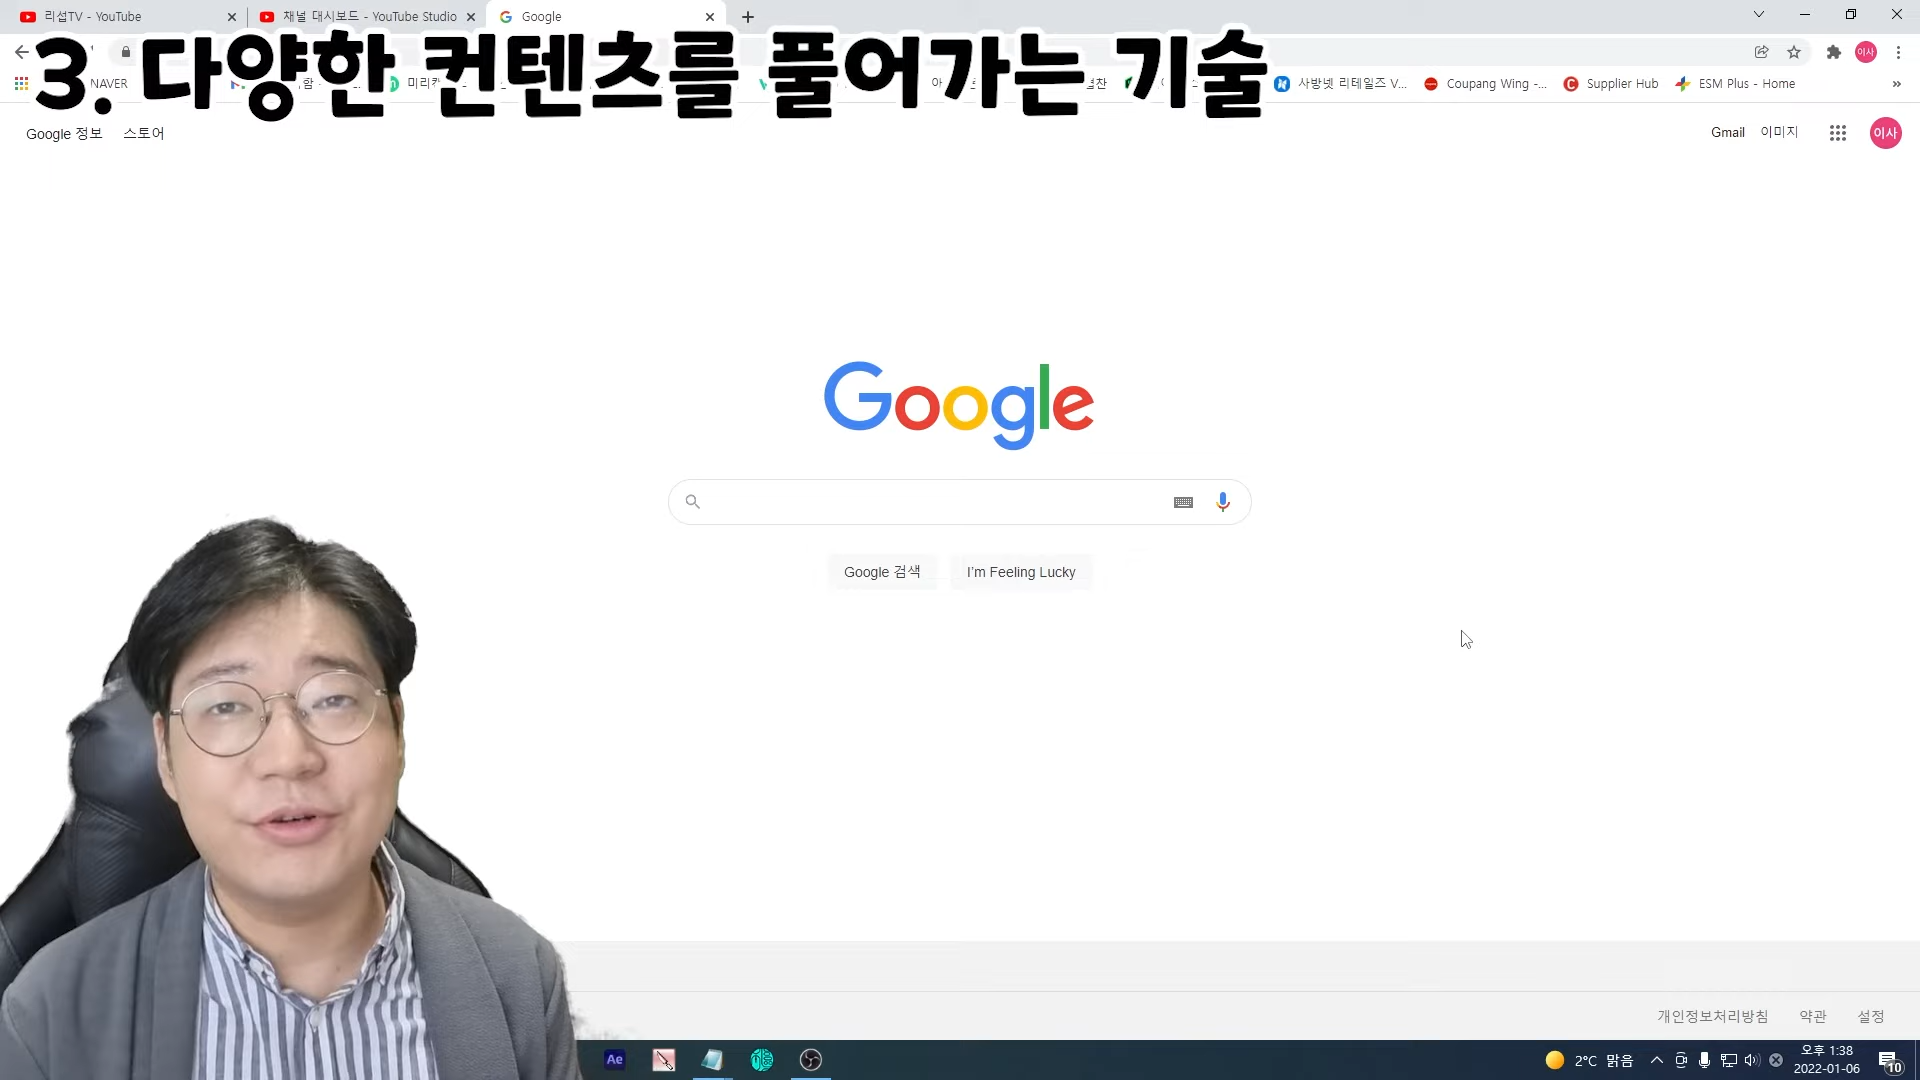 리섭TV - YouTube
채널 대시보드 - YouTube Studio
Google
3. 다양한 컨텐츠를 풀어가는 기술
이사
NAVER
사방넷 리테일즈 V...
Coupang Wing -...
Supplier Hub
ESM Plus - Home
Google 정보 스토어
Gmail 이미지
이사
Google
Google 검색
I'm Feeling Lucky
개인정보처리방침 약관 설정
Ae
2°C 맑음
오후 1:38
2022-01-06
10